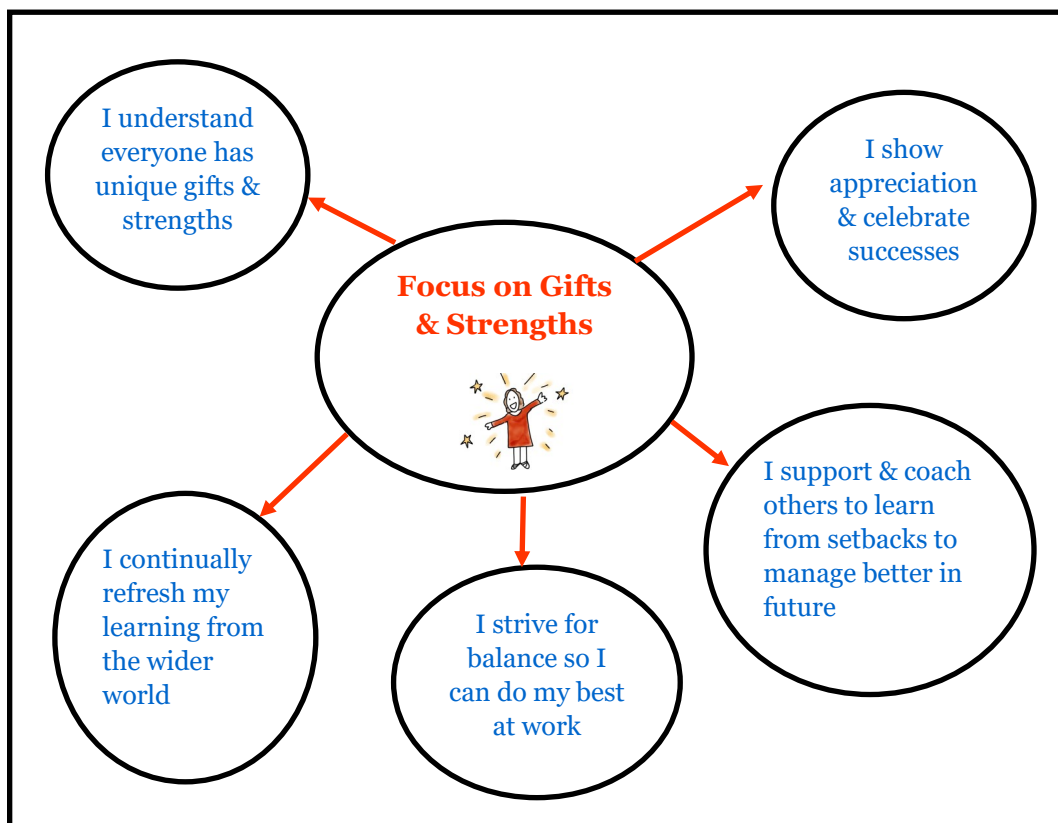 I understand
everyone has
unique gifts &
strengths
I show
appreciation
& celebrate
successes
Focus on Gifts
& Strengths
I support & coach
others to learn
from setbacks to
manage better in
future
I continually
refresh my
learning from
the wider
world
I strive for
balance so I
can do my best
at work